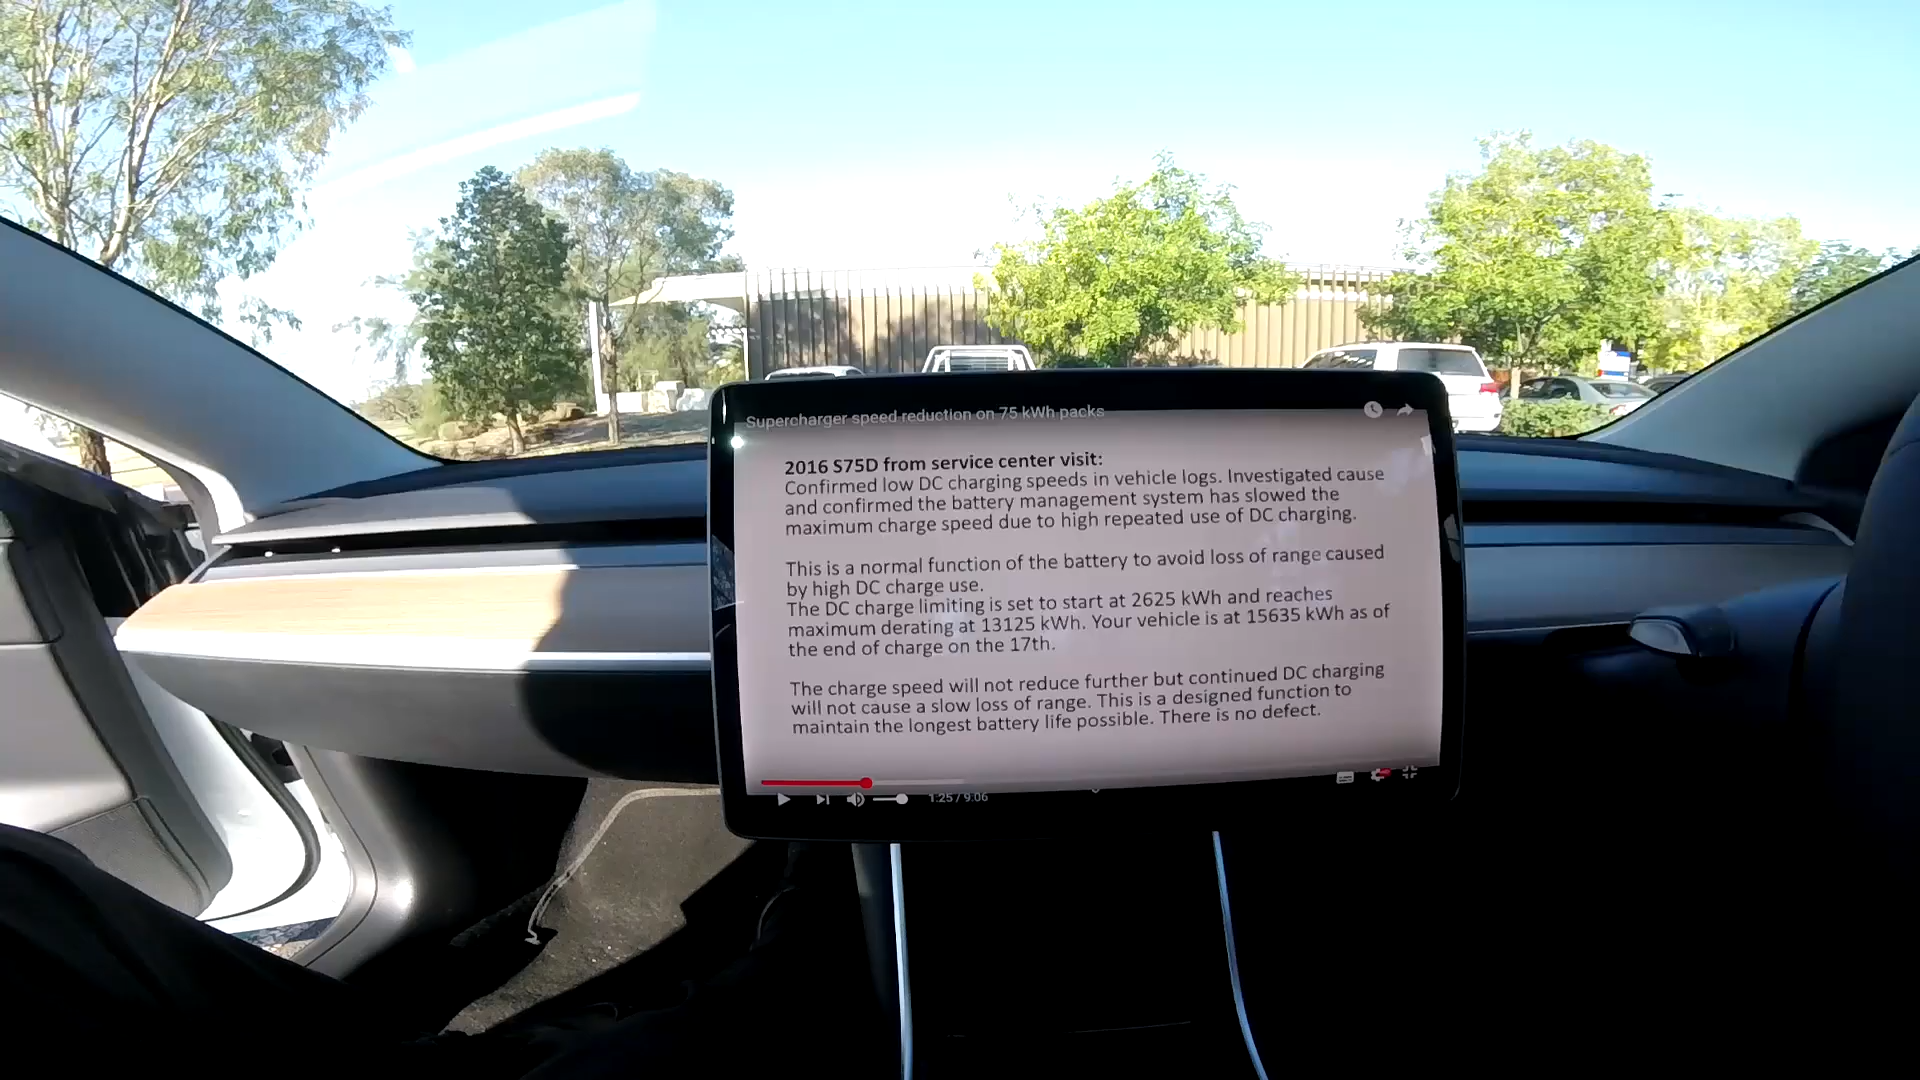 Supercharger speed reduction on 75 kWh packs
2016 S75D from service center visit:
Confirmed low DC charging speeds in vehicle logs. Investigated cause
and confirmed the battery management system has slowed the
maximum charge speed due to high repeated use of DC charging.
This is a normal function of the battery to avoid loss of range caused
by high DC charge use.
The DC charge limiting is set to start at 2625 kWh and reaches
maximum derating at 13125 kWh. Your vehicle is at 15635 kWh as of
the end of charge on the 17th.
The charge speed will not reduce further but continued DC charging
will not cause a slow loss of range. This is a designed function to
maintain the longest battery life possible. There is no defect.
1:25 / 9:06